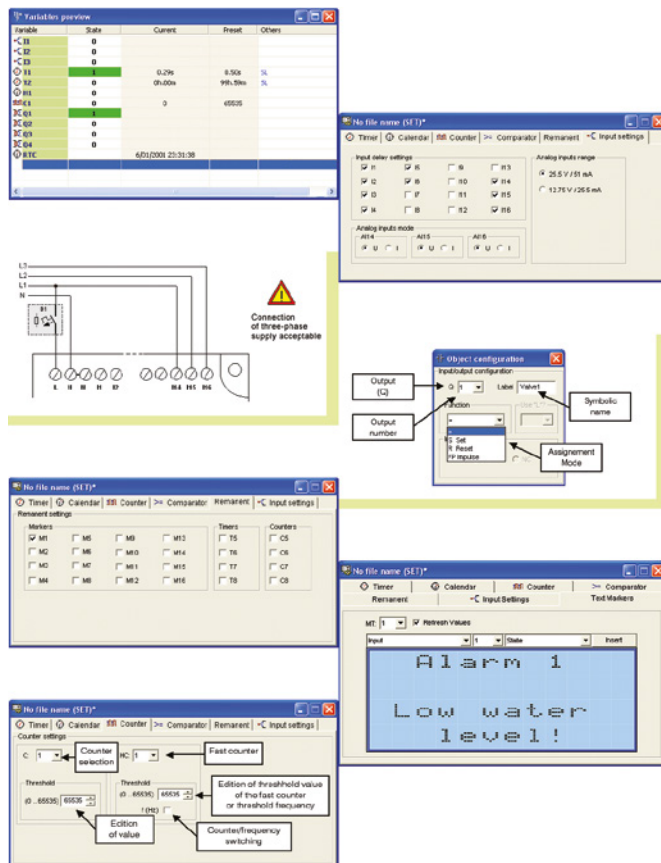 Variables preview
Variable State Current Preset Others
I1 0
I2 0
I3 0
T1 1 0.29s 0.50s SL
T2 0 0h.00m 99h.59m SL
H1 0
C1 0 0 65535
Q1 1
Q2 0
Q3 0
Q4 0
RTC 6/01/2001 23:31:38
No file name (SET)*
Timer Calendar Counter Comparator Remanent Input settings
Input delay settings
I1 I5 I9 I13
I2 I6 I10 I14
I3 I7 I11 I15
I4 I8 I12 I16
Analog inputs range
25.5 V / 51 mA
12.75 V / 25.5 mA
Analog inputs mode
AI14 AI15 AI16
U I U I U I
L3
L2
L1
N
Connection
of three-phase
supply acceptable
Object configuration
Input/output configuration
Q 1 Label Valve1
Function
=
S Set
R Reset
FP Impulse
Output
(Q)
Output
number
Symbolic
name
Assignement
Mode
No file name (SET)*
Timer Calendar Counter Comparator Remanent Input settings
Remanent settings
Markers Timers Counters
M1 M5 M9 M13 T5 C5
M2 M6 M10 M14 T6 C6
M3 M7 M11 M15 T7 C7
M4 M8 M12 M16 T8 C8
No file name (SET)*
Timer Calendar Counter Comparator
Remanent Input Settings Text Markers
MT: 1 Refresh Values
Input 1 State Insert
Alarm 1
Low water
level!
No file name (SET)*
Timer Calendar Counter Comparator Remanent Input settings
Counter settings
C: 1 Counter
selection
HC: 1 Fast counter
Threshold Threshold
(0 ..65535) 65535 (0 ..65535) 65535
f (Hz)
Edition
of value
Edition of threshhold value
of the fast counter
or threshold frequency
Counter/frequency
switching